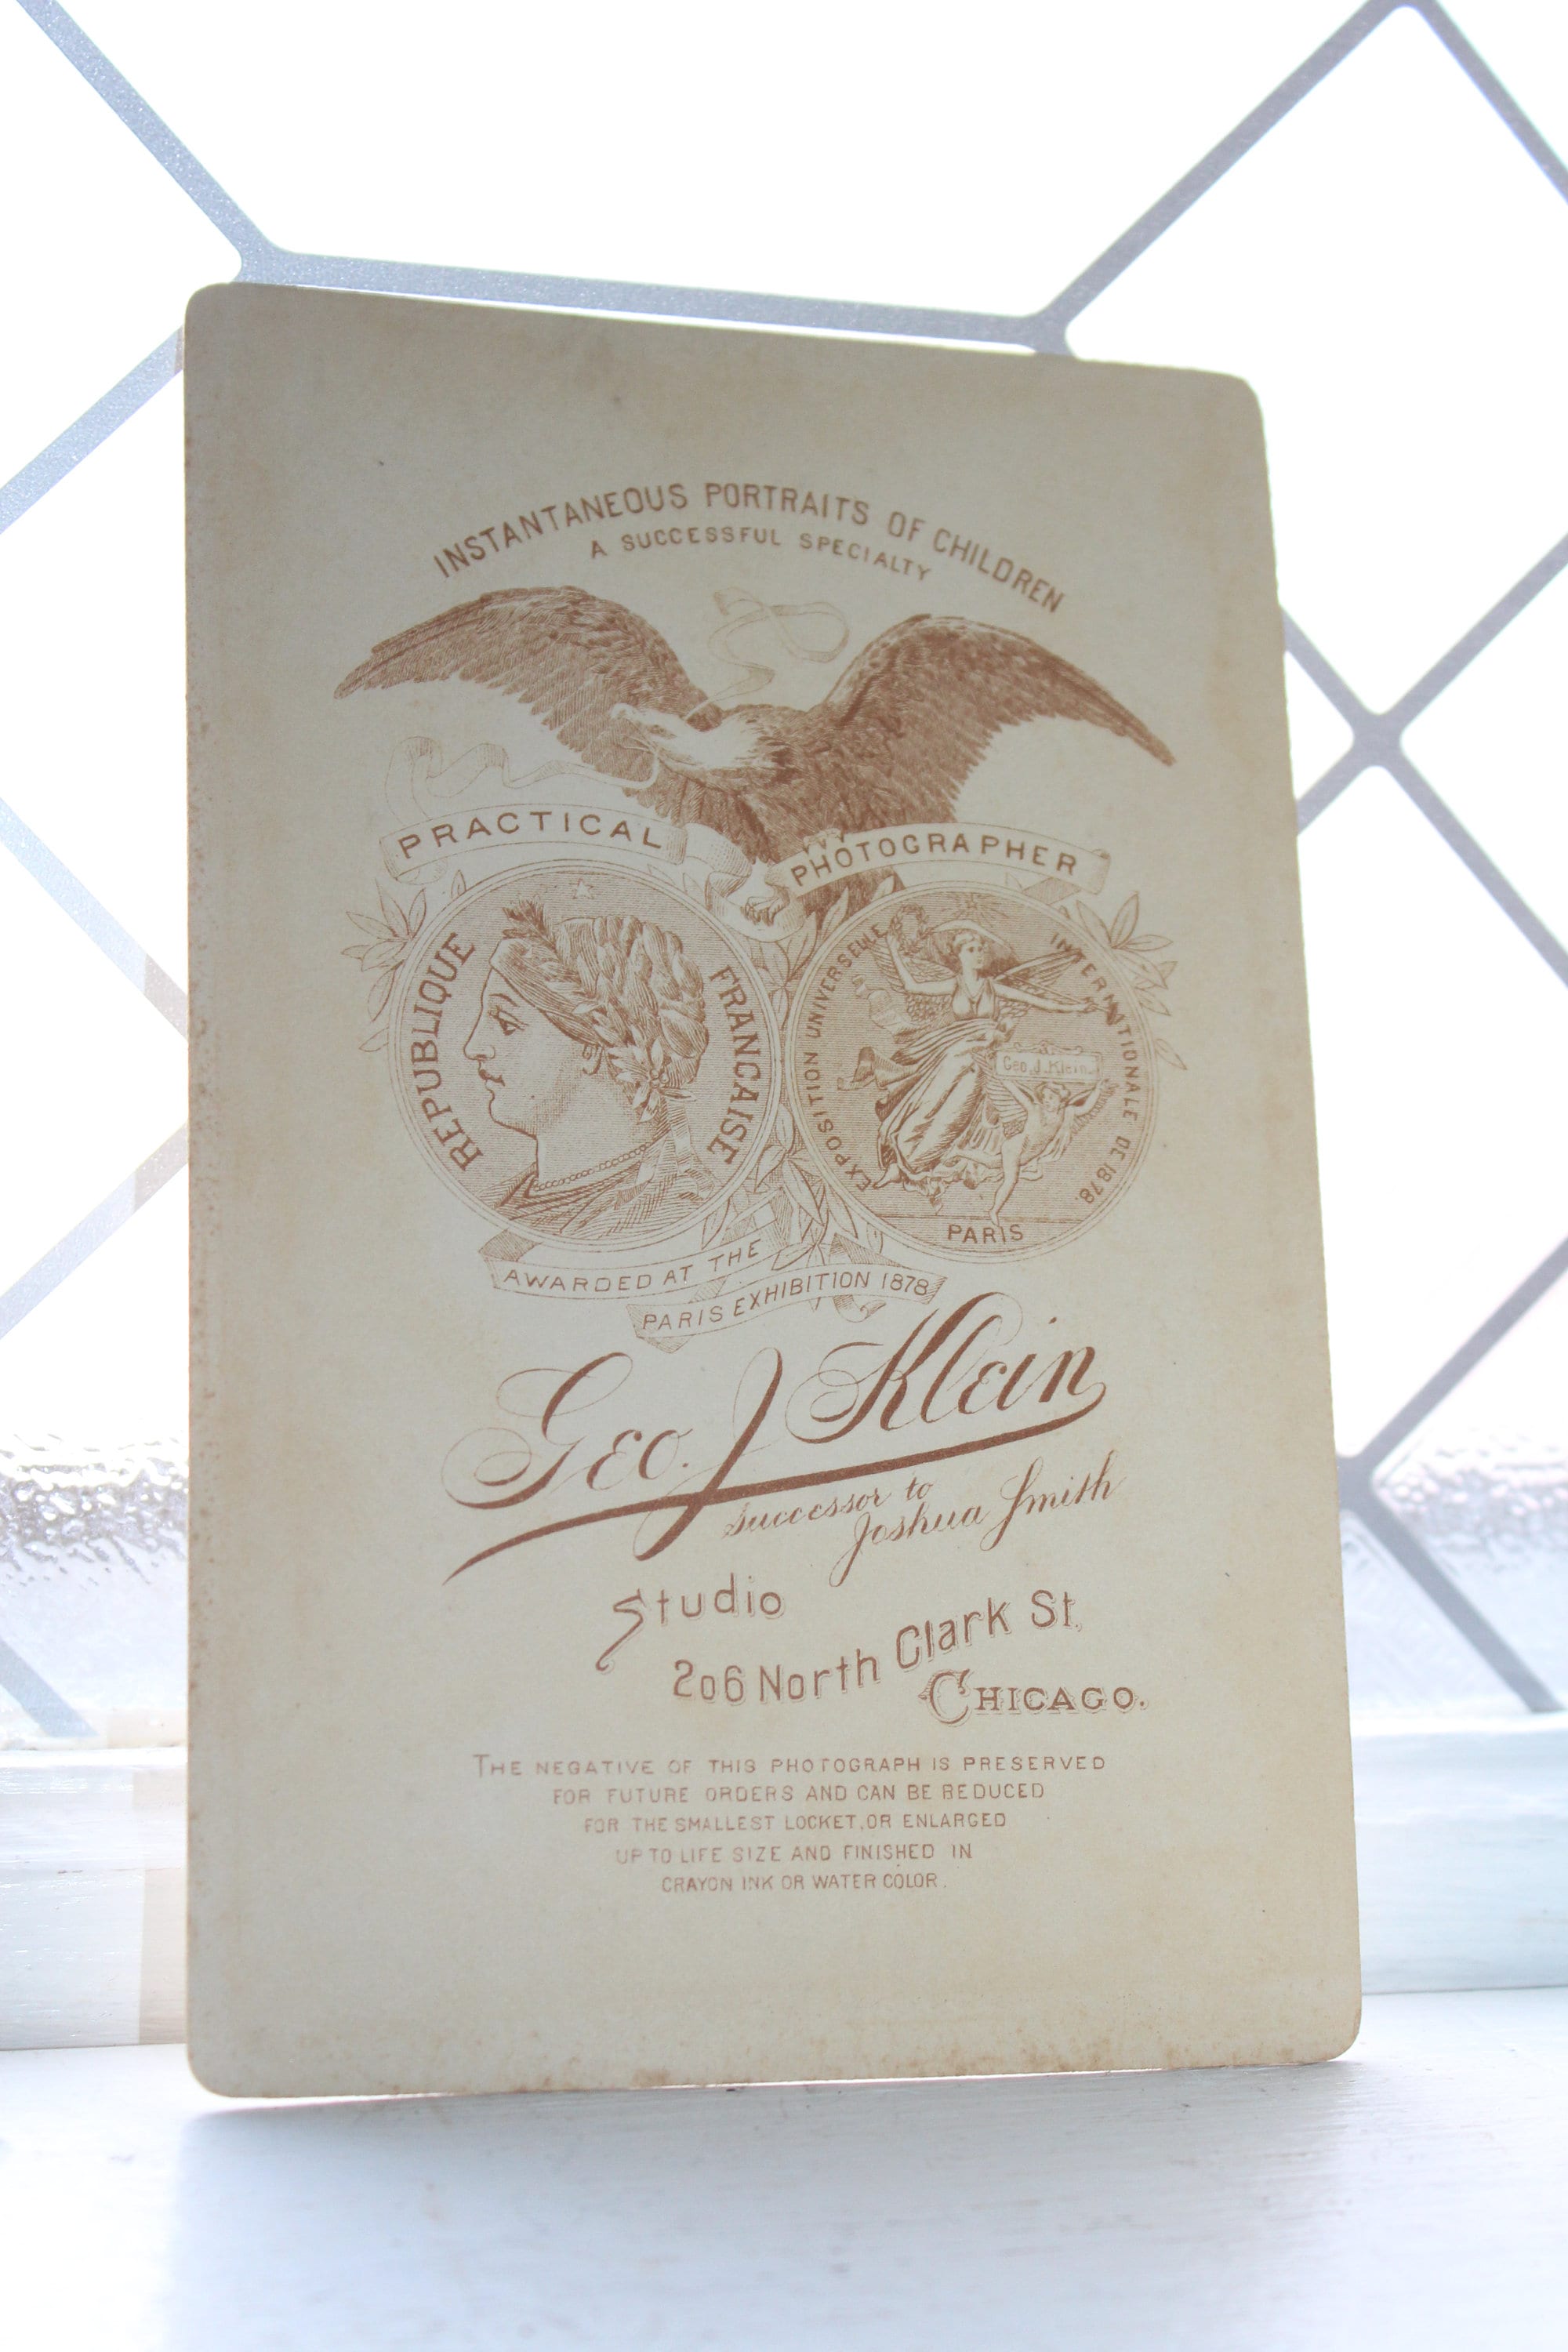 INSTANTANEOUS PORTRAITS OF CHILDREN
A SUCCESSFUL SPECIALTY
PRACTICAL PHOTOGRAPHER
REPUBLIQUE FRANCAISE
EXPOSITION UNIVERSELLE INTERNATIONALE DE 1878.
Geo. J. Klein.
PARIS
AWARDED AT THE
PARIS EXHIBITION 1878
Geo. J Klein
successor to
Joshua Smith
Studio
206 North Clark St.
CHICAGO.
THE NEGATIVE OF THIS PHOTOGRAPH IS PRESERVED
FOR FUTURE ORDERS AND CAN BE REDUCED
FOR THE SMALLEST LOCKET, OR ENLARGED
UP TO LIFE SIZE AND FINISHED IN
CRAYON INK OR WATER COLOR.